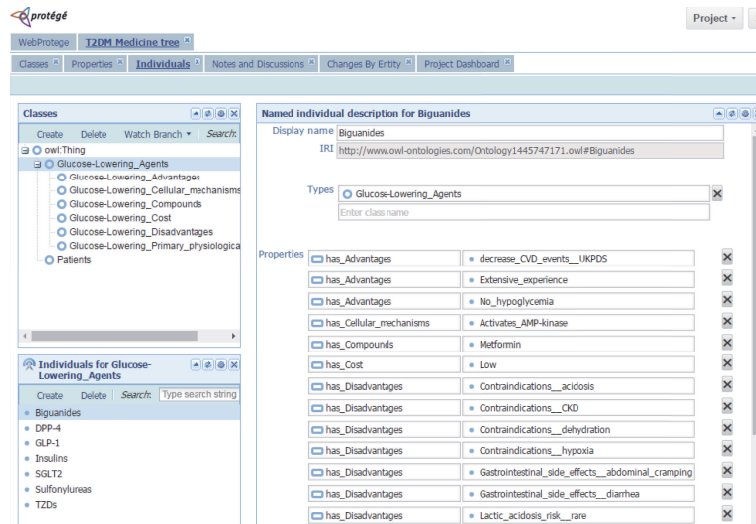 protégé
Project
WebProtege T2DM Medicine tree
Classes Properties Individuals Notes and Discussions Changes By Ertity Project Dashboard
Classes
Create Delete Watch Branch Search:
owl:Thing
Glucose-Lowering_Agents
Glucose-Lowering_Advantages
Glucose-Lowering_Cellular_mechanisms
Glucose-Lowering_Compounds
Glucose-Lowering_Cost
Glucose-Lowering_Disadvantages
Glucose-Lowering_Primary_physiologica
Patients
Individuals for Glucose-
Lowering_Agents
Create Delete Search: Type search string
Biguanides
DPP-4
GLP-1
Insulins
SGLT2
Sulfonylureas
TZDs
Named individual description for Biguanides
Display name Biguanides
IRI http://www.owl-ontologies.com/Ontology1445747171.owl#Biguanides
Types Glucose-Lowering_Agents
Enter class name
Properties has_Advantages decrease_CVD_events__UKPDS
has_Advantages Extensive_experience
has_Advantages No_hypoglycemia
has_Cellular_mechanisms Activates_AMP-kinase
has_Compounds Metformin
has_Cost Low
has_Disadvantages Contraindications__acidosis
has_Disadvantages Contraindications__CKD
has_Disadvantages Contraindications__dehydration
has_Disadvantages Contraindications__hypoxia
has_Disadvantages Gastrointestinal_side_effects__abdominal_cramping
has_Disadvantages Gastrointestinal_side_effects__diarrhea
has_Disadvantages Lactic_acidosis_risk__rare